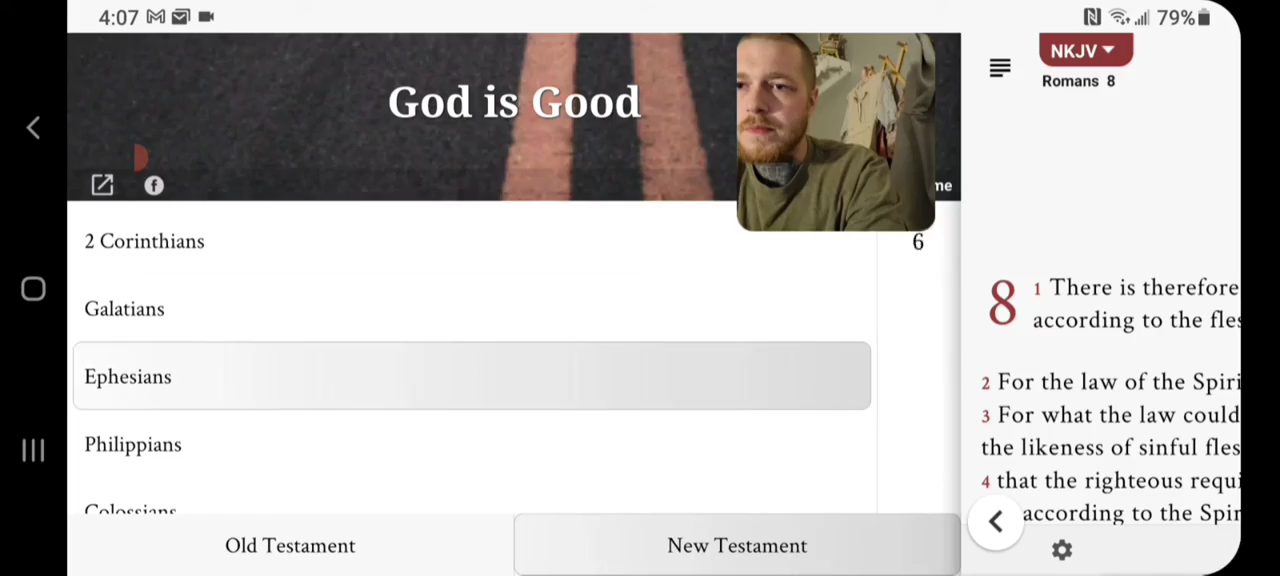 4:07
79%
God is Good
NKJV
Romans 8
me
2 Corinthians
6
Galatians
Ephesians
Philippians
Colossians
Old Testament
New Testament
8
1 There is therefore
according to the fles
2 For the law of the Spiri
3 For what the law could
the likeness of sinful fles
4 that the righteous requi
according to the Spir